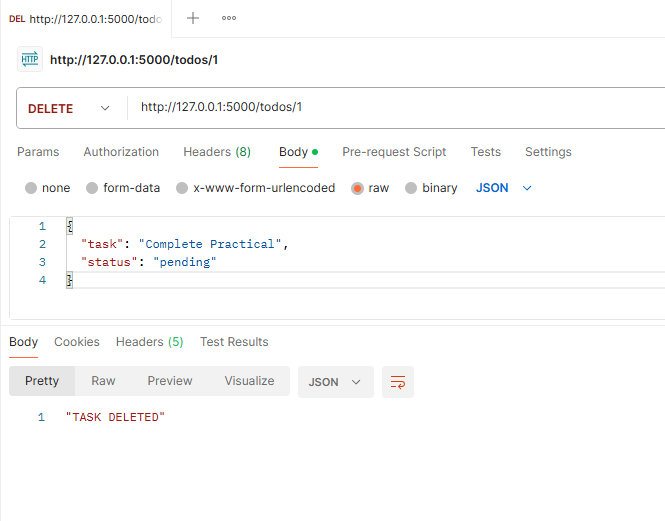 DEL http://127.0.0.1:5000/todo
HTTP http://127.0.0.1:5000/todos/1
DELETE http://127.0.0.1:5000/todos/1
Params Authorization Headers (8) Body Pre-request Script Tests Settings
none form-data x-www-form-urlencoded raw binary JSON
1 {
2 "task": "Complete Practical",
3 "status": "pending"
4 }
Body Cookies Headers (5) Test Results
Pretty Raw Preview Visualize JSON
1 "TASK DELETED"